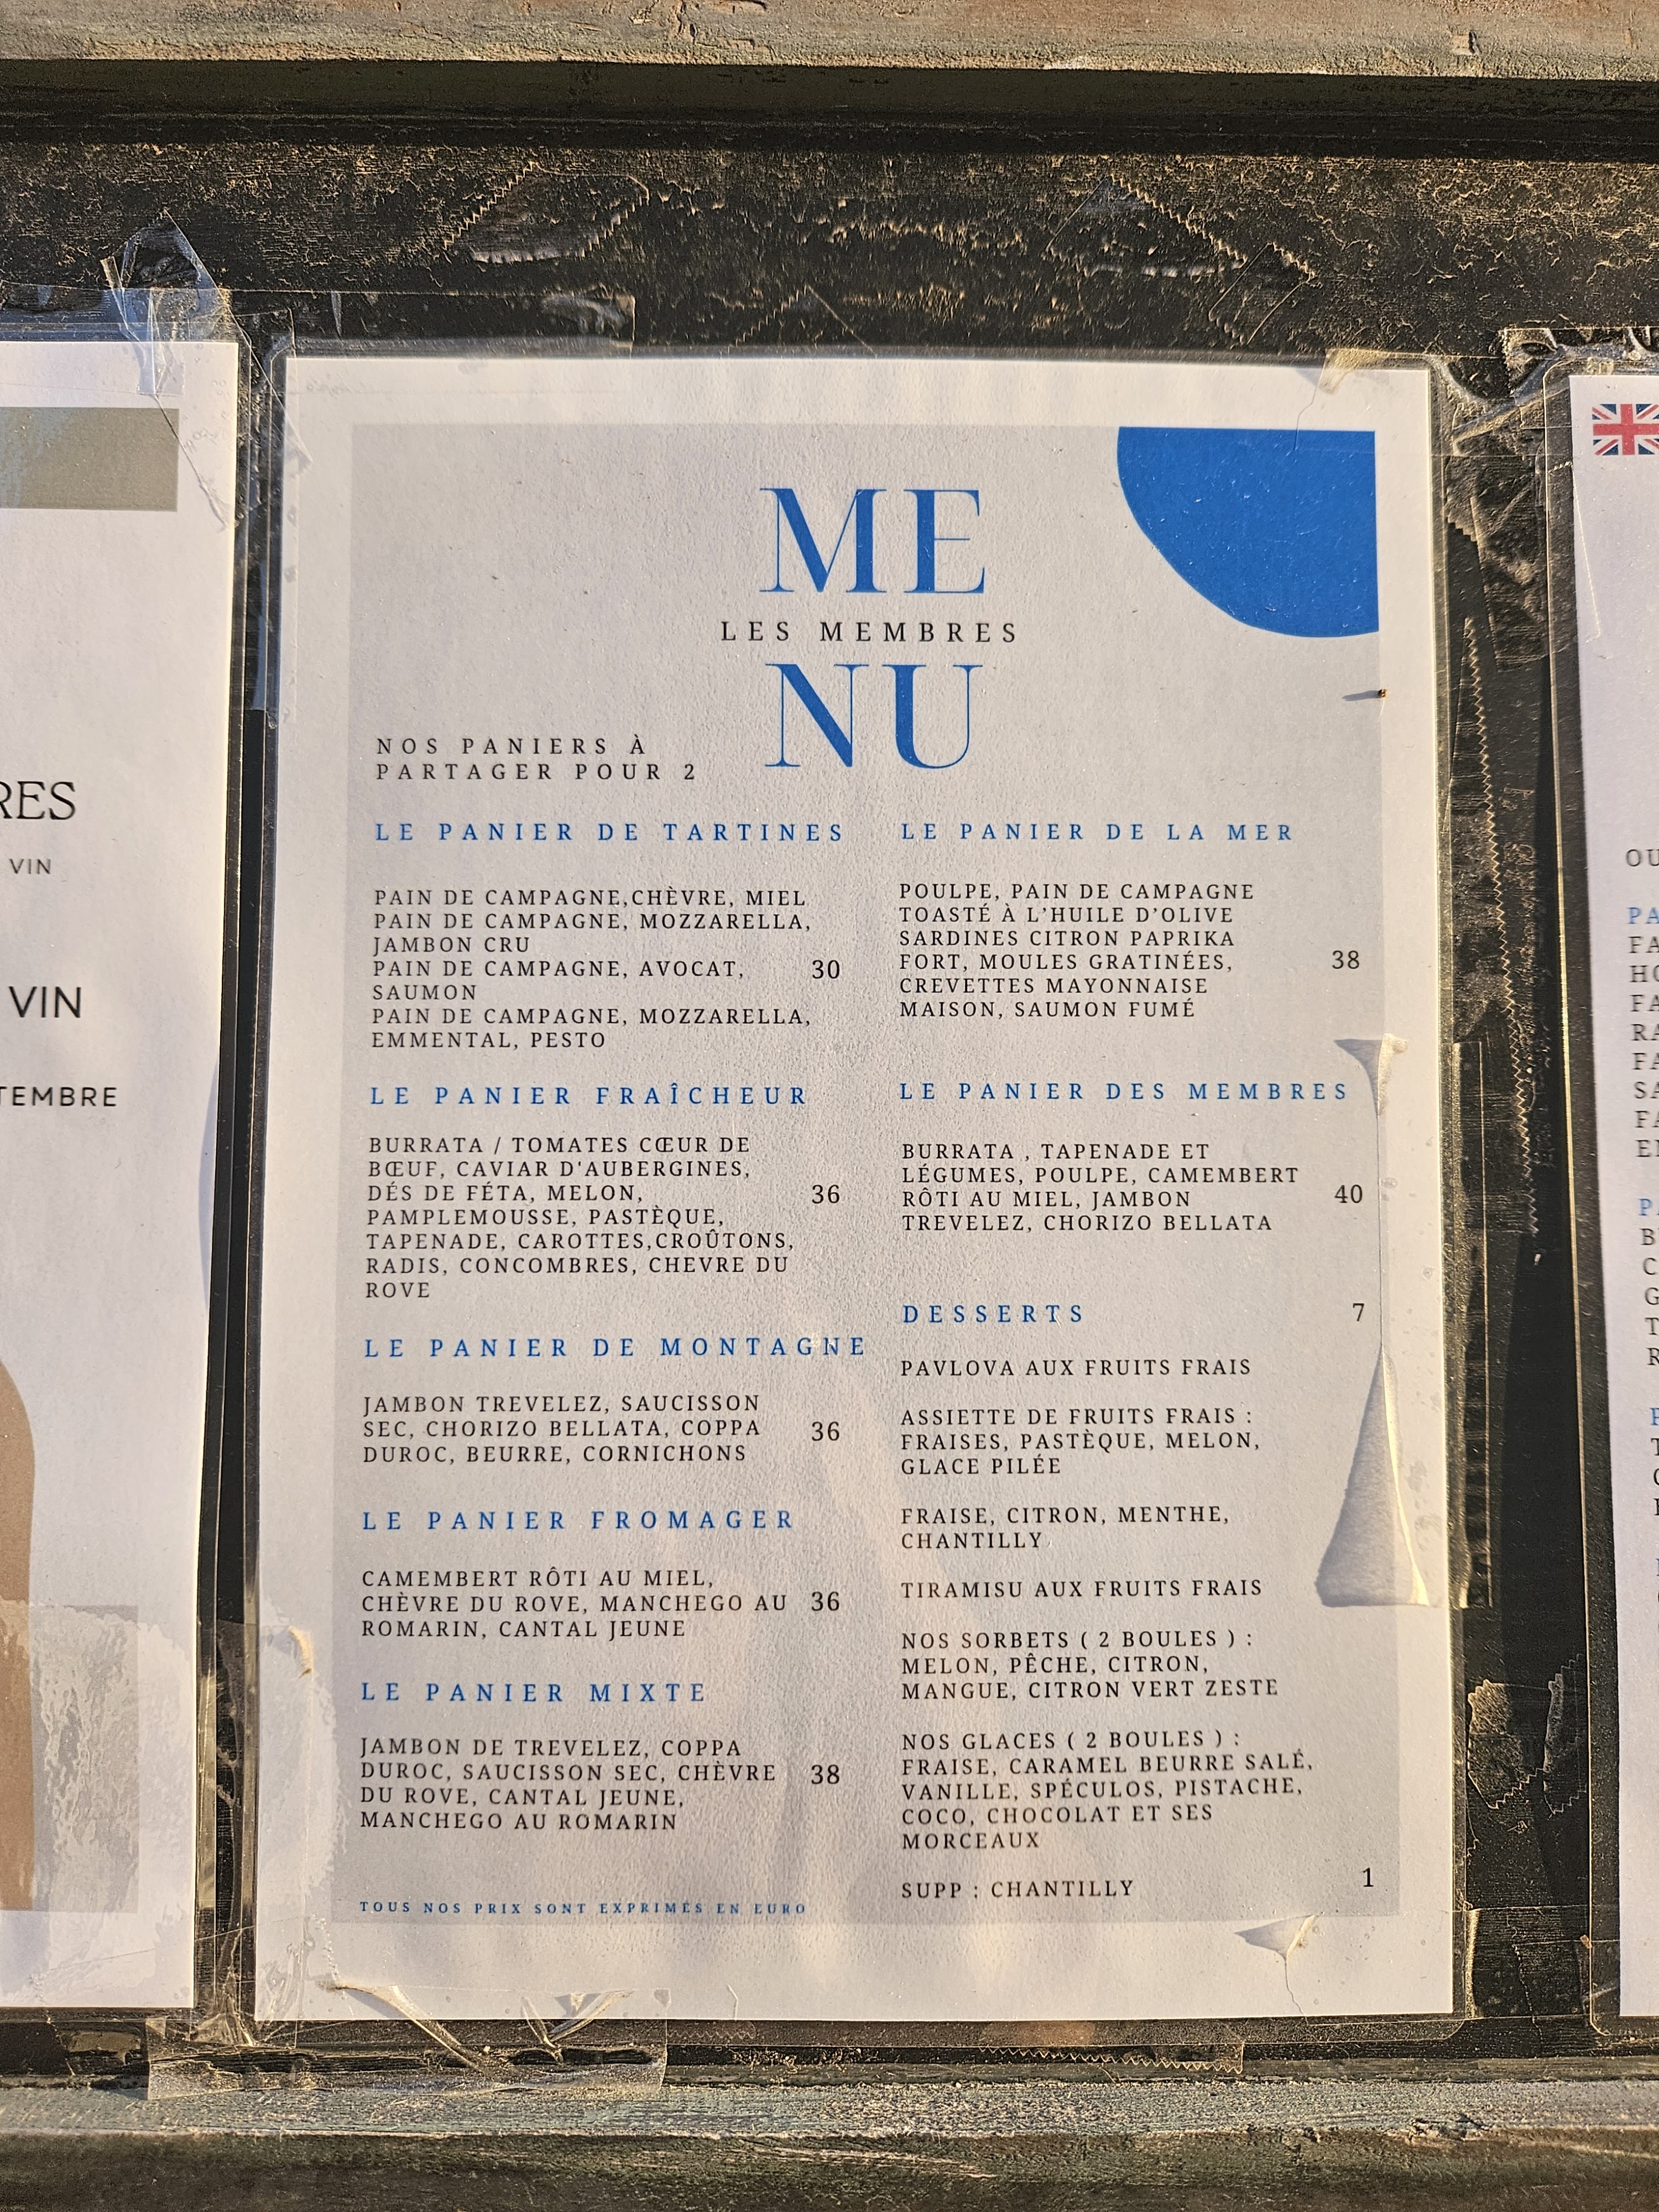 RES
VIN
VIN
TEMBRE
ME
LES MEMBRES
NU
NOS PANIERS À
PARTAGER POUR 2
LE PANIER DE TARTINES
PAIN DE CAMPAGNE,CHÈVRE, MIEL
PAIN DE CAMPAGNE, MOZZARELLA,
JAMBON CRU
PAIN DE CAMPAGNE, AVOCAT, 30
SAUMON
PAIN DE CAMPAGNE, MOZZARELLA,
EMMENTAL, PESTO
LE PANIER FRAÎCHEUR
BURRATA / TOMATES CŒUR DE
BŒUF, CAVIAR D'AUBERGINES,
DÉS DE FÉTA, MELON, 36
PAMPLEMOUSSE, PASTÈQUE,
TAPENADE, CAROTTES,CROÛTONS,
RADIS, CONCOMBRES, CHEVRE DU
ROVE
LE PANIER DE MONTAGNE
JAMBON TREVELEZ, SAUCISSON
SEC, CHORIZO BELLATA, COPPA 36
DUROC, BEURRE, CORNICHONS
LE PANIER FROMAGER
CAMEMBERT RÔTI AU MIEL,
CHÈVRE DU ROVE, MANCHEGO AU 36
ROMARIN, CANTAL JEUNE
LE PANIER MIXTE
JAMBON DE TREVELEZ, COPPA
DUROC, SAUCISSON SEC, CHÈVRE 38
DU ROVE, CANTAL JEUNE,
MANCHEGO AU ROMARIN
TOUS NOS PRIX SONT EXPRIMÉS EN EURO
LE PANIER DE LA MER
POULPE, PAIN DE CAMPAGNE
TOASTÉ À L’HUILE D’OLIVE
SARDINES CITRON PAPRIKA
FORT, MOULES GRATINÉES, 38
CREVETTES MAYONNAISE
MAISON, SAUMON FUMÉ
LE PANIER DES MEMBRES
BURRATA , TAPENADE ET
LÉGUMES, POULPE, CAMEMBERT
RÔTI AU MIEL, JAMBON 40
TREVELEZ, CHORIZO BELLATA
DESSERTS 7
PAVLOVA AUX FRUITS FRAIS
ASSIETTE DE FRUITS FRAIS :
FRAISES, PASTÈQUE, MELON,
GLACE PILÉE
FRAISE, CITRON, MENTHE,
CHANTILLY
TIRAMISU AUX FRUITS FRAIS
NOS SORBETS ( 2 BOULES ) :
MELON, PÊCHE, CITRON,
MANGUE, CITRON VERT ZESTE
NOS GLACES ( 2 BOULES ) :
FRAISE, CARAMEL BEURRE SALÉ,
VANILLE, SPÉCULOS, PISTACHE,
COCO, CHOCOLAT ET SES
MORCEAUX
SUPP : CHANTILLY 1